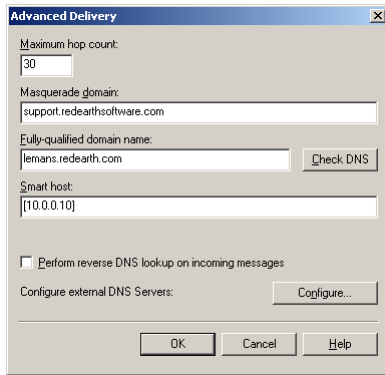 Advanced Delivery
Maximum hop count:
30
Masquerade domain:
support.redearthsoftware.com
Fully-qualified domain name:
lemans.redearth.com
Check DNS
Smart host:
[10.0.0.10]
Perform reverse DNS lookup on incoming messages
Configure external DNS Servers:
Configure...
OK
Cancel
Help